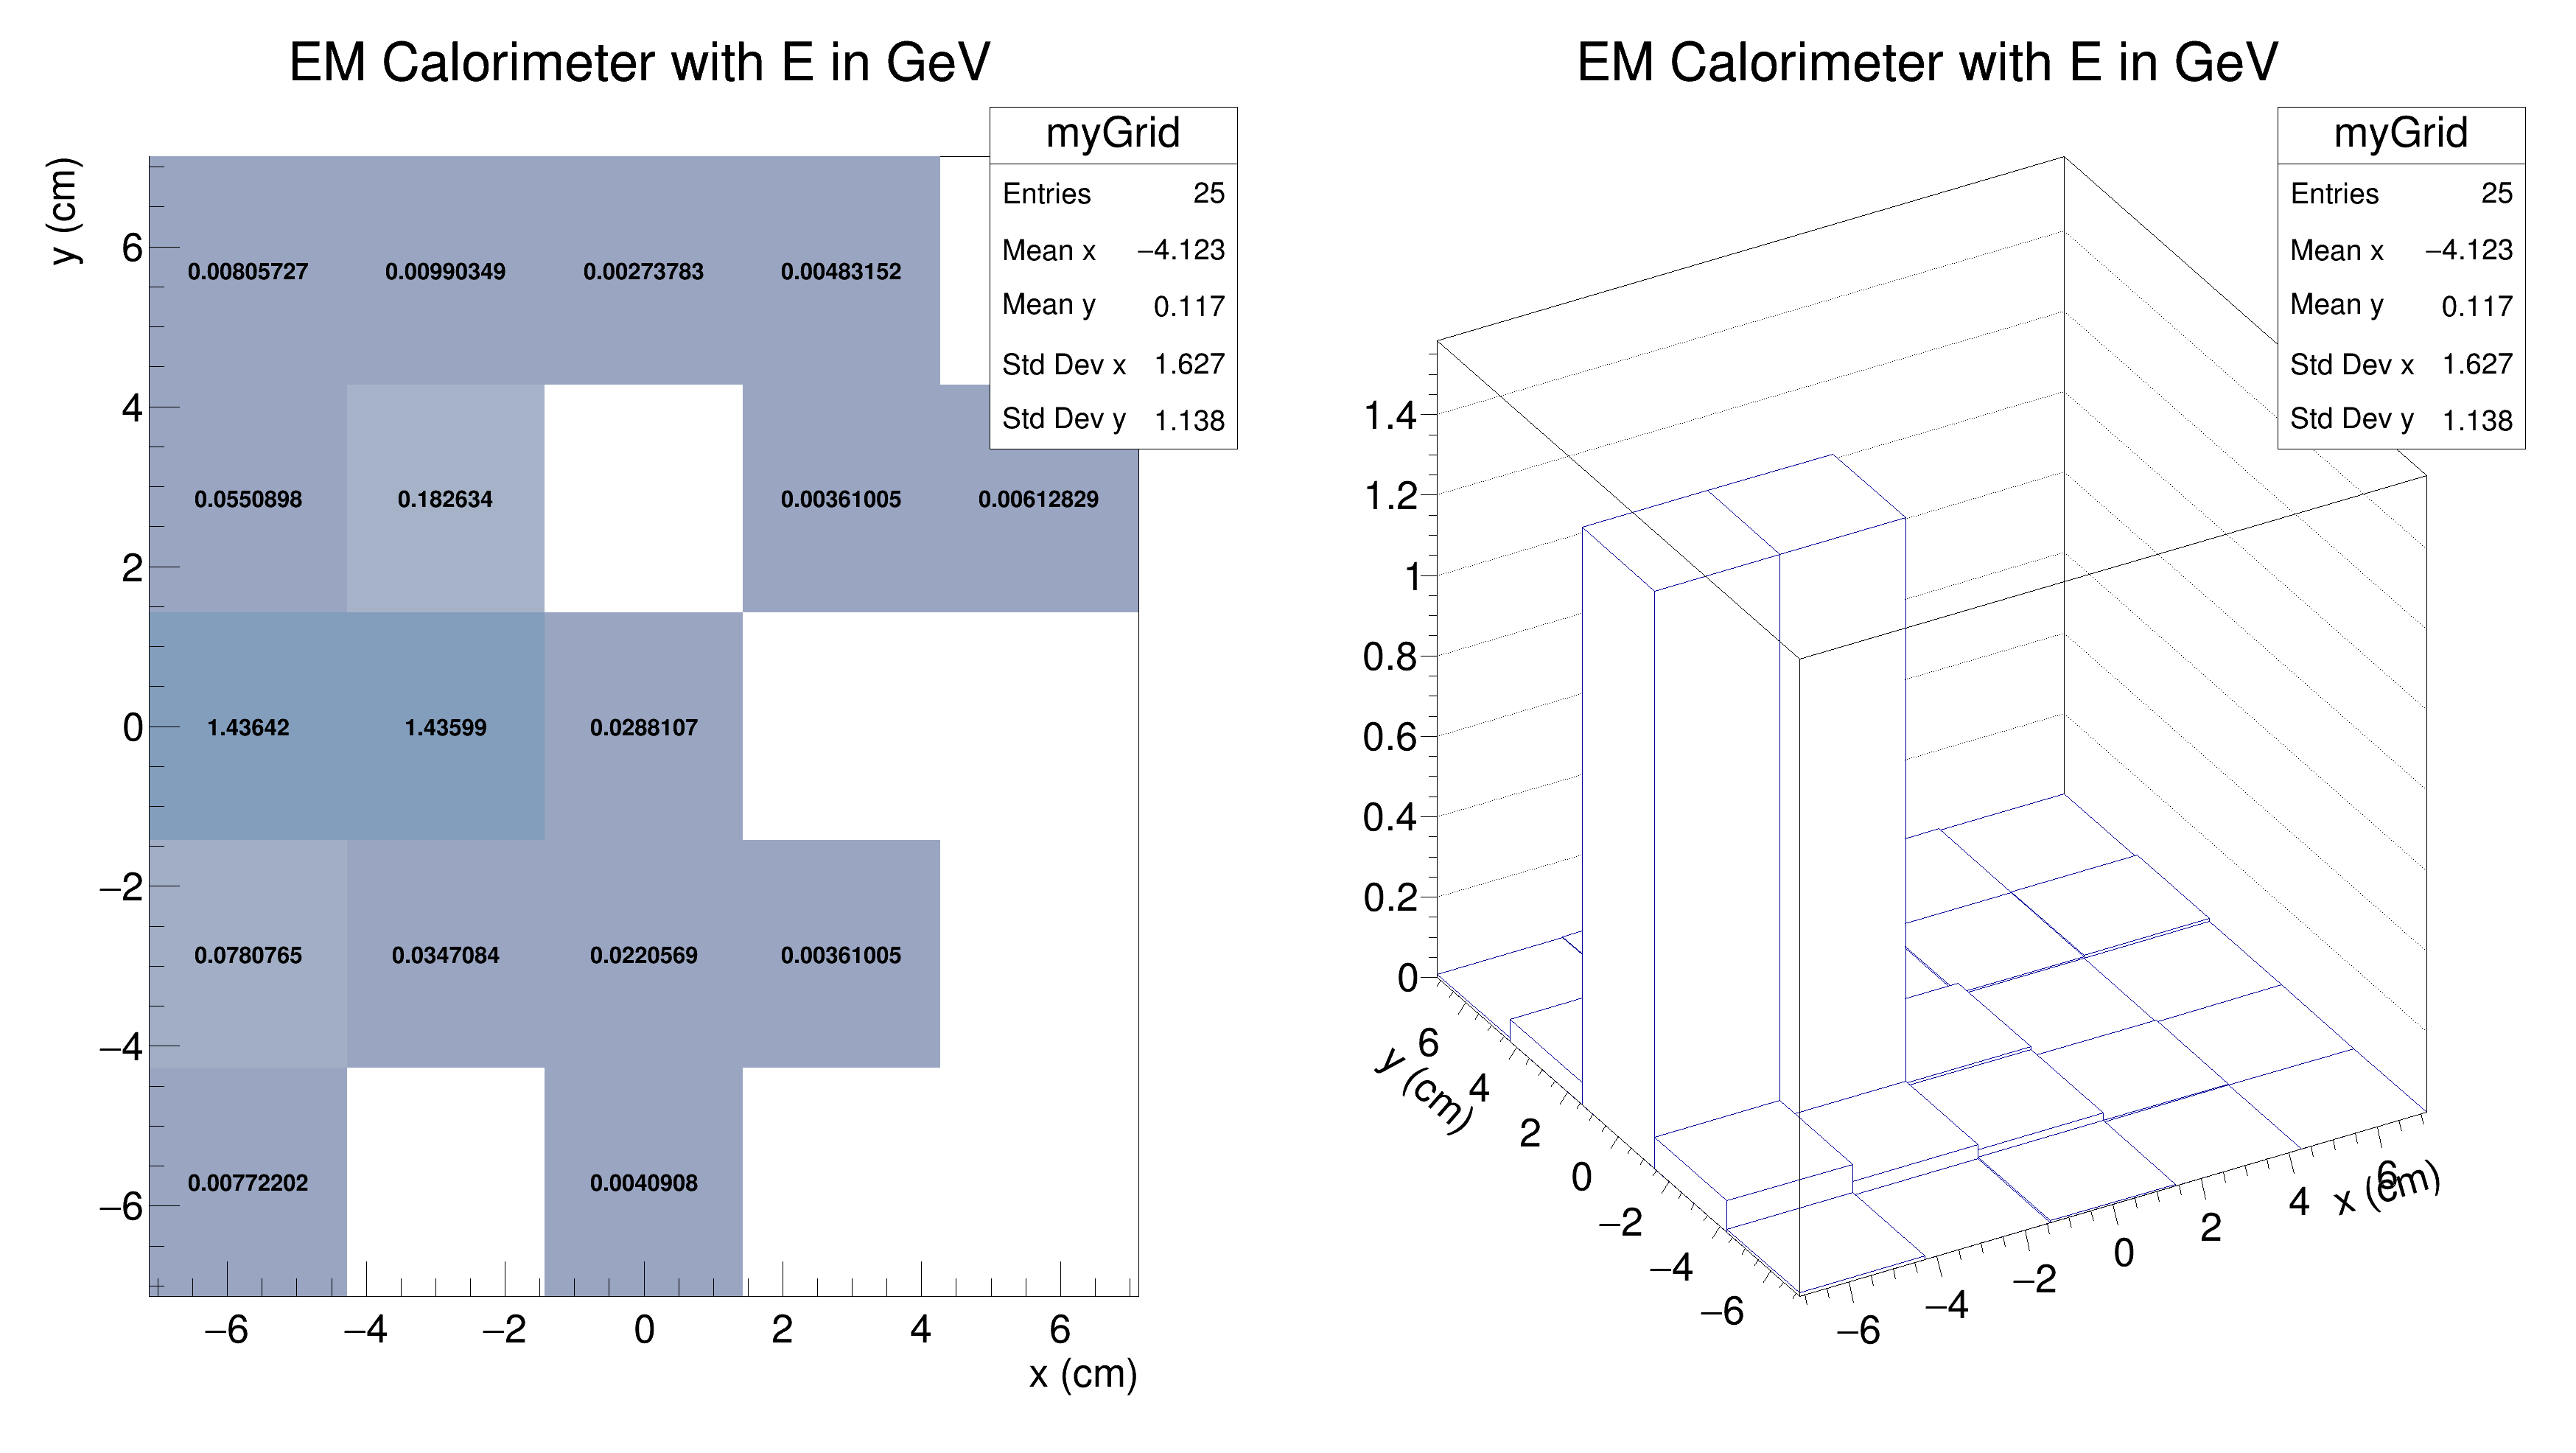 EM Calorimeter with E in GeV
myGrid
Entries 25
Mean x −4.123
Mean y 0.117
Std Dev x 1.627
Std Dev y 1.138
y (cm)
6
4
2
0
−2
−4
−6
0.00805727 0.00990349 0.00273783 0.00483152
0.0550898 0.182634 0.00361005 0.00612829
1.43642 1.43599 0.0288107
0.0780765 0.0347084 0.0220569 0.00361005
0.00772202 0.0040908
−6 −4 −2 0 2 4 6
x (cm)
EM Calorimeter with E in GeV
myGrid
Entries 25
Mean x −4.123
Mean y 0.117
Std Dev x 1.627
Std Dev y 1.138
1.4
1.2
1
0.8
0.6
0.4
0.2
0
6
4
2
0
−2
−4
−6
y (cm)
−6
−4
−2
0
2
4
6
x (cm)